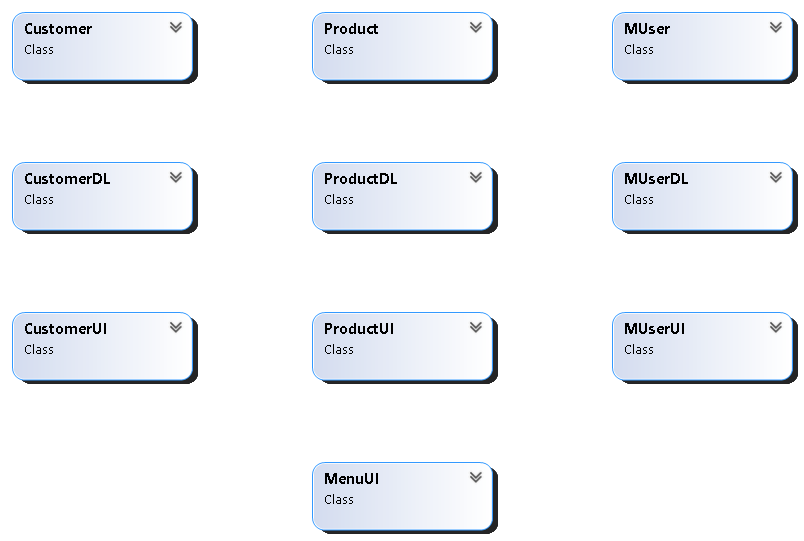 Customer
Class
Product
Class
MUser
Class
CustomerDL
Class
ProductDL
Class
MUserDL
Class
CustomerUI
Class
ProductUI
Class
MUserUI
Class
MenuUI
Class